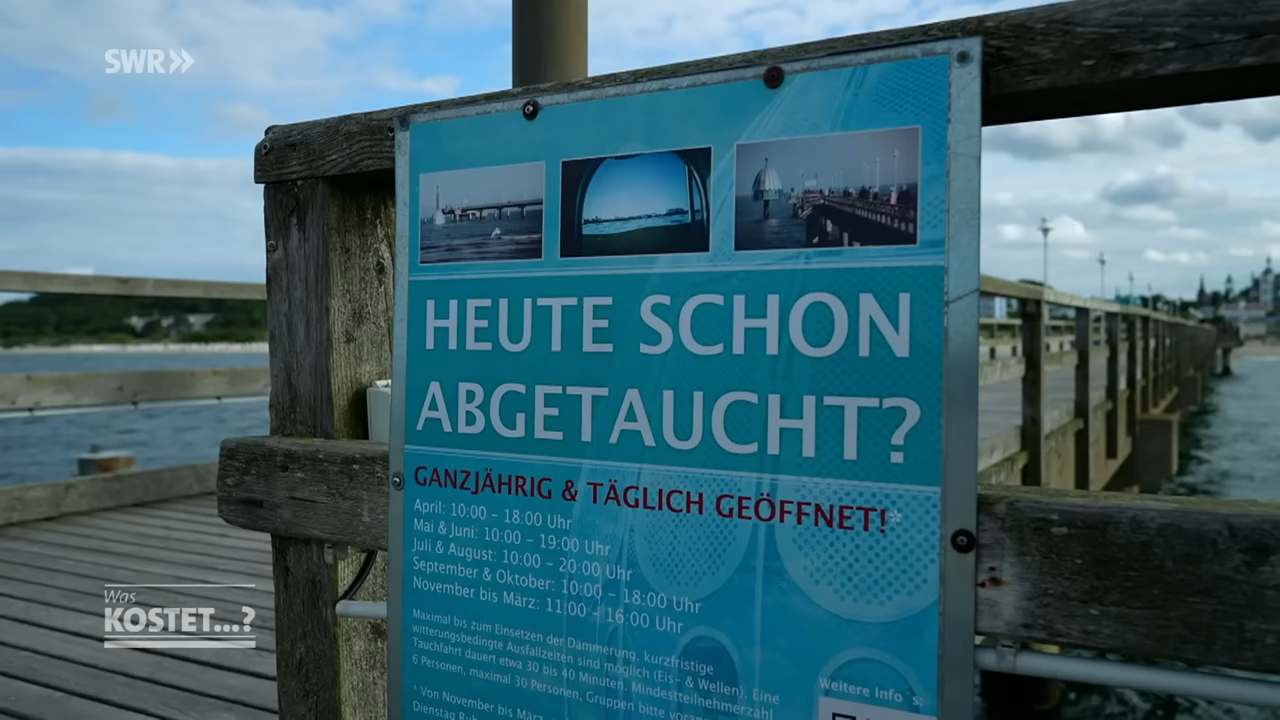 SWR
HEUTE SCHON
ABGETAUCHT?
GANZJÄHRIG & TÄGLICH GEÖFFNET!*
April: 10:00 – 18:00 Uhr
Mai & Juni: 10:00 – 19:00 Uhr
Juli & August: 10:00 – 20:00 Uhr
September & Oktober: 10:00 – 18:00 Uhr
November bis März: 11:00 – 16:00 Uhr
Maximal bis zum Einsetzen der Dämmerung, kurzfristige
witterungsbedingte Ausfallzeiten sind möglich (Eis- & Wellen). Eine
Tauchfahrt dauert etwa 30 bis 40 Minuten. Mindestteilnehmerzahl
6 Personen, maximal 30 Personen, Gruppen bitte
* Von November bis März
Dienstag
Weitere Info´s:
Was
KOSTET...?